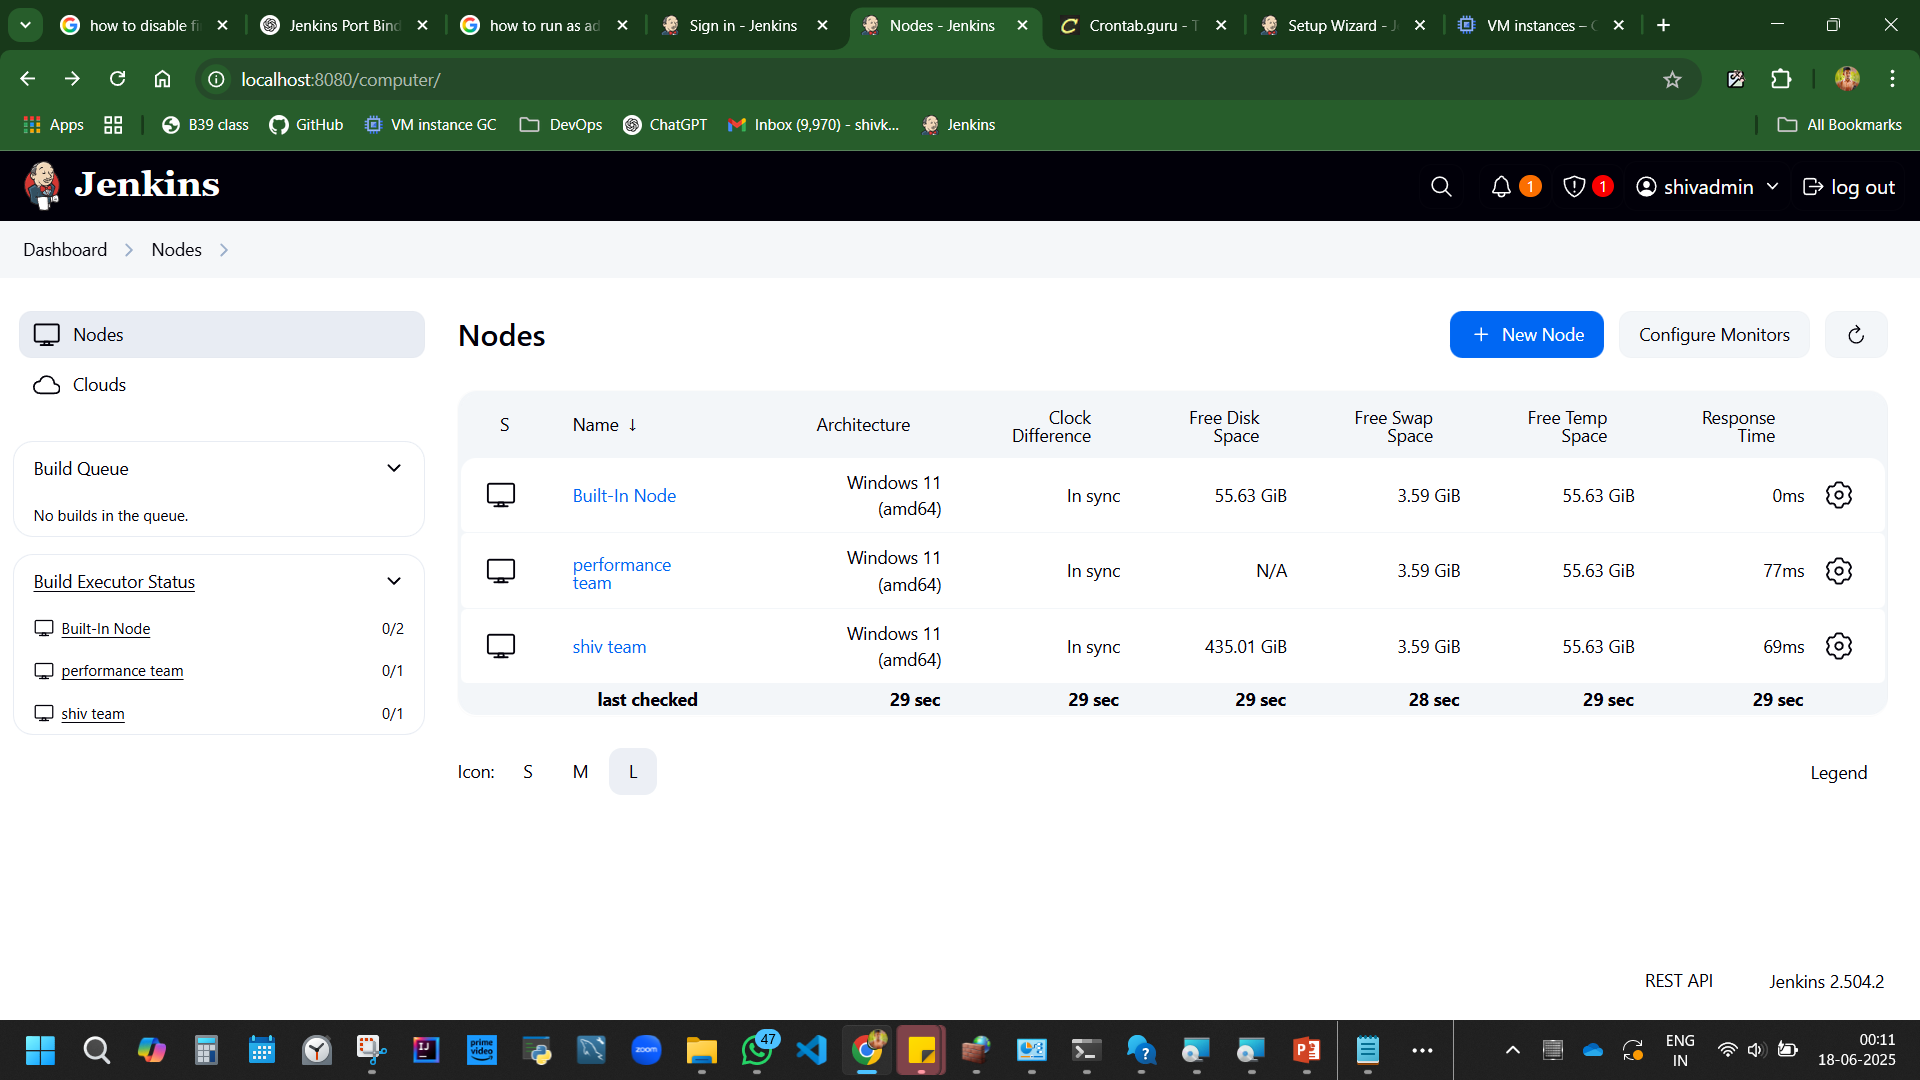 how to disable fi
Jenkins Port Bind
how to run as ad
Sign in - Jenkins
Nodes - Jenkins
Crontab.guru - T
Setup Wizard - J
VM instances – C
localhost:8080/computer/
Apps
B39 class
GitHub
VM instance GC
DevOps
ChatGPT
Inbox (9,970) - shivk...
Jenkins
All Bookmarks
Jenkins
1
1
shivadmin
log out
Dashboard
Nodes
Nodes
Clouds
Build Queue
No builds in the queue.
Build Executor Status
Built-In Node 0/2
performance team 0/1
shiv team 0/1
Nodes
+ New Node
Configure Monitors
S Name ↓ Architecture Clock Difference Free Disk Space Free Swap Space Free Temp Space Response Time
Built-In Node Windows 11 (amd64) In sync 55.63 GiB 3.59 GiB 55.63 GiB 0ms
performance team Windows 11 (amd64) In sync N/A 3.59 GiB 55.63 GiB 77ms
shiv team Windows 11 (amd64) In sync 435.01 GiB 3.59 GiB 55.63 GiB 69ms
last checked 29 sec 29 sec 29 sec 28 sec 29 sec 29 sec
Icon: S M L
Legend
REST API
Jenkins 2.504.2
IJ
prime video
zoom
47
ENG
IN
00:11
18-06-2025